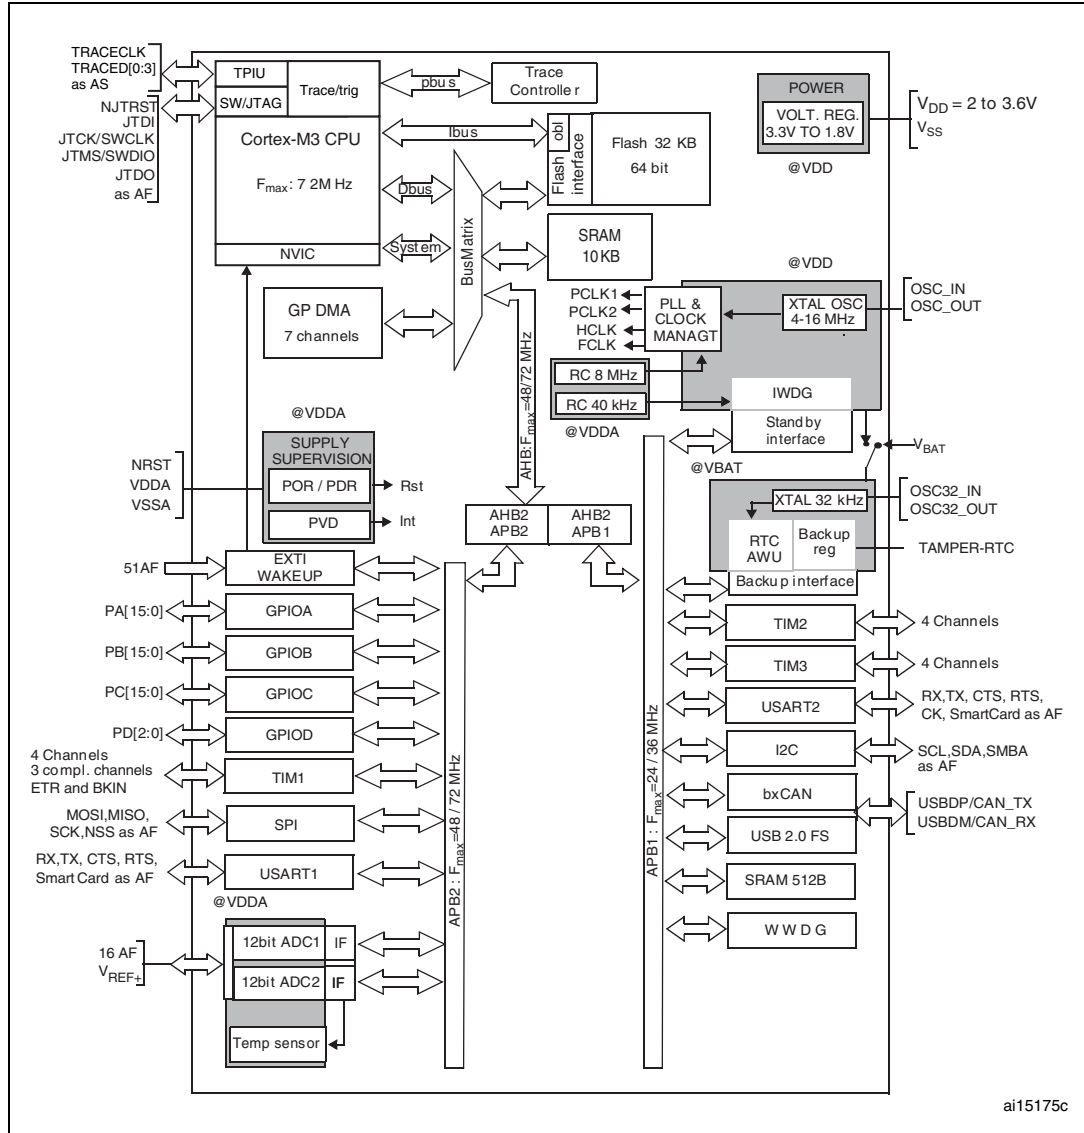 TRACECLK
TRACED[0:3]
as AS
NJTRST
JTDI
JTCK/SWCLK
JTMS/SWDIO
JTDO
as AF
TPIU
SW/JTAG
Trace/trig
Cortex-M3 CPU
Fmax: 7 2M Hz
NVIC
GP DMA
7 channels
pbus
Ibus
Dbus
System
BusMatrix
Trace
Controller
Flash
interface
obl
Flash 32 KB
64 bit
SRAM
10KB
POWER
VOLT. REG.
3.3V TO 1.8V
@VDD
VDD = 2 to 3.6V
VSS
@VDD
PCLK1
PCLK2
HCLK
FCLK
PLL &
CLOCK
MANAGT
XTAL OSC
4-16 MHz
OSC_IN
OSC_OUT
RC 8 MHz
RC 40 kHz
@VDDA
IWDG
Standby
interface
VBAT
@VBAT
XTAL 32 kHz
OSC32_IN
OSC32_OUT
RTC
AWU
Backup
reg
TAMPER-RTC
Backup interface
AHB:Fmax=48/72 MHz
AHB2
APB2
AHB2
APB1
@VDDA
SUPPLY
SUPERVISION
NRST
VDDA
VSSA
POR / PDR
Rst
PVD
Int
51AF
EXTI
WAKEUP
PA[15:0]
GPIOA
PB[15:0]
GPIOB
PC[15:0]
GPIOC
PD[2:0]
GPIOD
4 Channels
3 compl. channels
ETR and BKIN
TIM1
MOSI,MISO,
SCK,NSS as AF
SPI
RX,TX, CTS, RTS,
SmartCard as AF
USART1
@VDDA
16 AF
VREF+
12bit ADC1
IF
12bit ADC2
IF
Temp sensor
APB2 : Fmax=48 / 72 MHz
APB1 : Fmax=24 / 36 MHz
TIM2
4 Channels
TIM3
4 Channels
USART2
RX,TX, CTS, RTS,
CK, SmartCard as AF
I2C
SCL,SDA,SMBA
as AF
bxCAN
USB 2.0 FS
USBDP/CAN_TX
USBDM/CAN_RX
SRAM 512B
W W D G
ai15175c